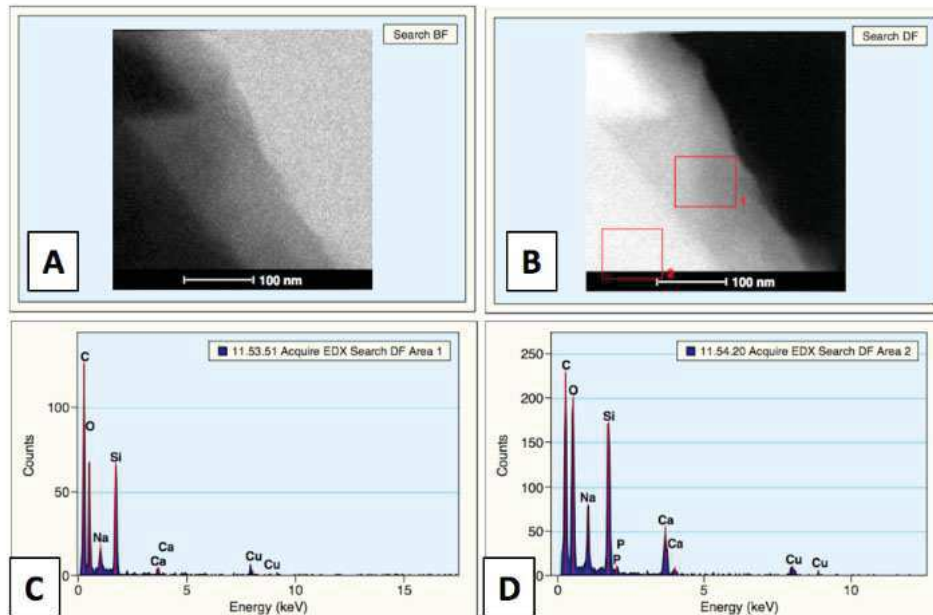 Search BF
A
100 nm
Search DF
1
B
100 nm
11.53.51 Acquire EDX Search DF Area 1
C
O
Si
Na
Ca
Ca
Cu
Cu
100
50
0
Counts
0
5
10
15
Energy (keV)
C
11.54.20 Acquire EDX Search DF Area 2
C
O
Si
Na
P
P
Ca
Ca
Cu
Cu
250
200
150
100
50
0
Counts
0
5
10
Energy (keV)
D